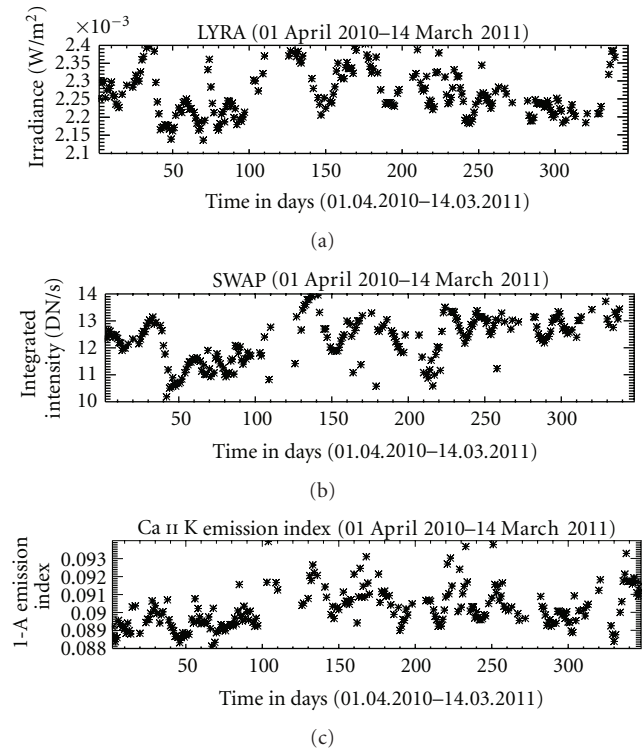 ×10⁻³
LYRA (01 April 2010–14 March 2011)
Irradiance (W/m²)
2.4
2.3
2.25
2.15
2.1
50 100 150 200 250 300
Time in days (01.04.2010–14.03.2011)
(a)
SWAP (01 April 2010–14 March 2011)
Integrated
intensity (DN/s)
14
13
12
11
10
50 100 150 200 250 300
Time in days (01.04.2010–14.03.2011)
(b)
Ca II K emission index (01 April 2010–14 March 2011)
1-A emission
index
0.093
0.092
0.091
0.09
0.089
0.088
50 100 150 200 250 300
Time in days (01.04.2010–14.03.2011)
(c)